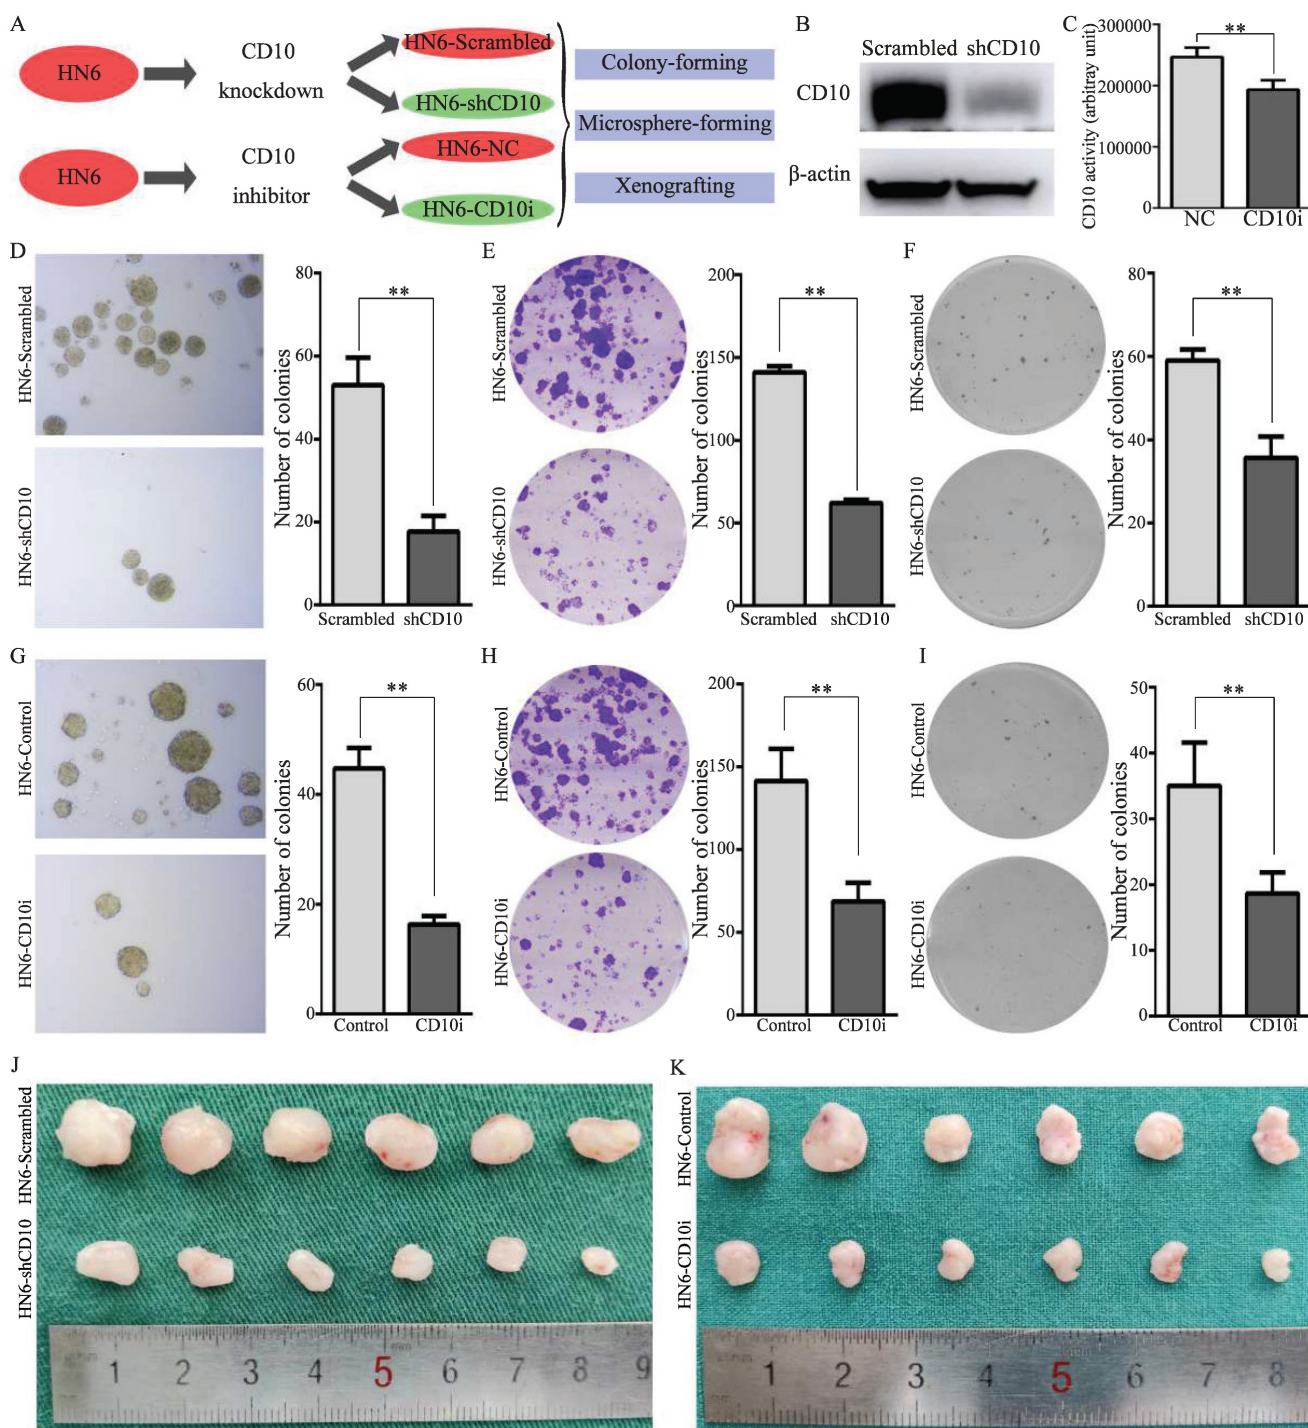 A
HN6
CD10
knockdown
HN6-Scrambled
HN6-shCD10
HN6
CD10
inhibitor
HN6-NC
HN6-CD10i
Colony-forming
Microsphere-forming
Xenografting
B
Scrambled shCD10
CD10
β-actin
C
CD10 activity (arbitray unit)
300000
200000
100000
0
**
NC CD10i
D
HN6-Scrambled
HN6-shCD10
Number of colonies
80
60
40
20
0
**
Scrambled shCD10
E
HN6-Scrambled
HN6-shCD10
Number of colonies
200
150
100
50
0
**
Scrambled shCD10
F
HN6-Scrambled
HN6-shCD10
Number of colonies
80
60
40
20
0
**
Scrambled shCD10
G
HN6-Control
HN6-CD10i
Number of colonies
60
40
20
0
**
Control CD10i
H
HN6-Control
HN6-CD10i
Number of colonies
200
150
100
50
0
**
Control CD10i
I
HN6-Control
HN6-CD10i
Number of colonies
50
40
30
20
10
0
**
Control CD10i
J
HN6-Scrambled
HN6-shCD10
1 2 3 4 5 6 7 8 9
K
HN6-Control
HN6-CD10i
1 2 3 4 5 6 7 8